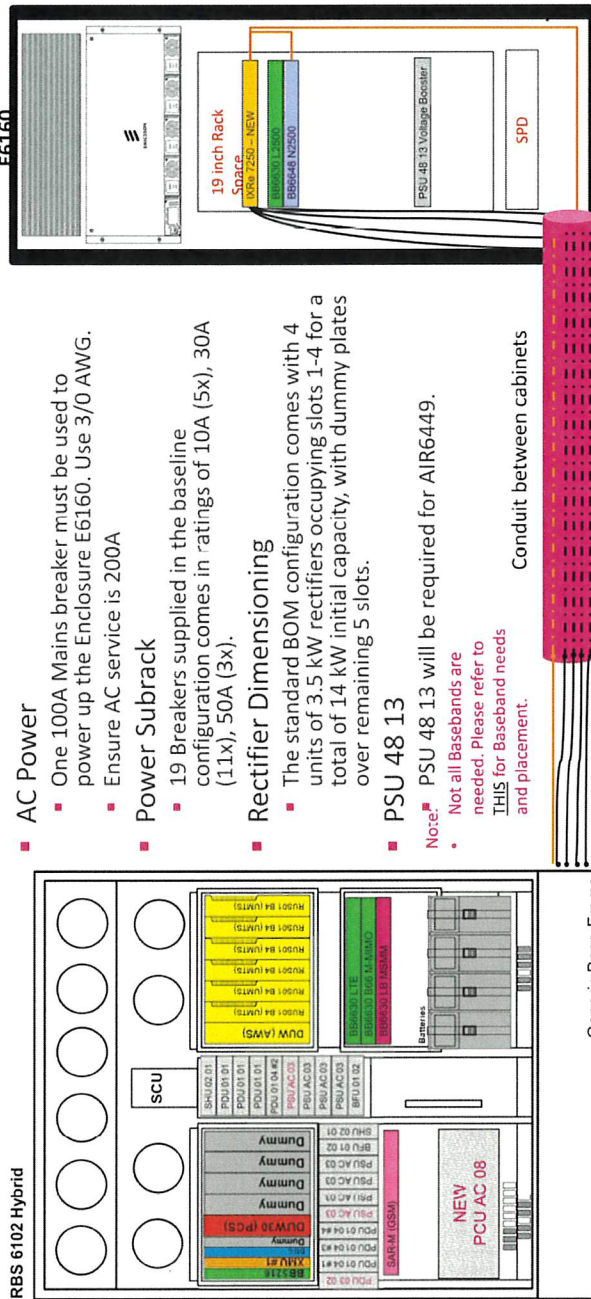 RBS 6102 Hybrid
SCU
BB5216
XMU#1
Dummy
DUW30 (PCS)
Dummy
Dummy
Dummy
Dummy
PDU 03 02
PDU 01 04 #1
PDU 01 04 #3
PDU 01 04 #4
PSU AC 03
PSU AC 03
PSU AC 03
PSU AC 03
BFU 01 02
SHU 02 01
SAR-M (GSM)
NEW
PCU AC 08
SHU 02 01
PDU 01 01
PDU 01 01
PDU 01 01
PDU 01 04 #2
PSU AC 03
PSU AC 03
PSU AC 03
PSU AC 03
BFU 01 02
DUW (AWS)
RUS01 B4 (UMTS)
RUS01 B4 (UMTS)
RUS01 B4 (UMTS)
RUS01 B4 (UMTS)
RUS01 B4 (UMTS)
RUS01 B4 (UMTS)
BB6630 LTE
BB6630 B66 M-MIMO
BB6630 LB MSMM
Batteries
AC Power
One 100A Mains breaker must be used to
power up the Enclosure E6160. Use 3/0 AWG.
Ensure AC service is 200A
Power Subrack
19 Breakers supplied in the baseline
configuration comes in ratings of 10A (5x), 30A
(11x), 50A (3x).
Rectifier Dimensioning
The standard BOM configuration comes with 4
units of 3.5 kW rectifiers occupying slots 1-4 for a
total of 14 kW initial capacity, with dummy plates
over remaining 5 slots.
PSU 48 13
PSU 48 13 will be required for AIR6449.
Note:
Not all Basebands are
needed. Please refer to
THIS for Baseband needs
and placement.
Conduit between cabinets
E6160
ERICSSON
19 inch Rack
Space
IXRe 7250 – NEW
BB6630 L2500
BB6648 N2500
PSU 48 13 Voltage Booster
SPD